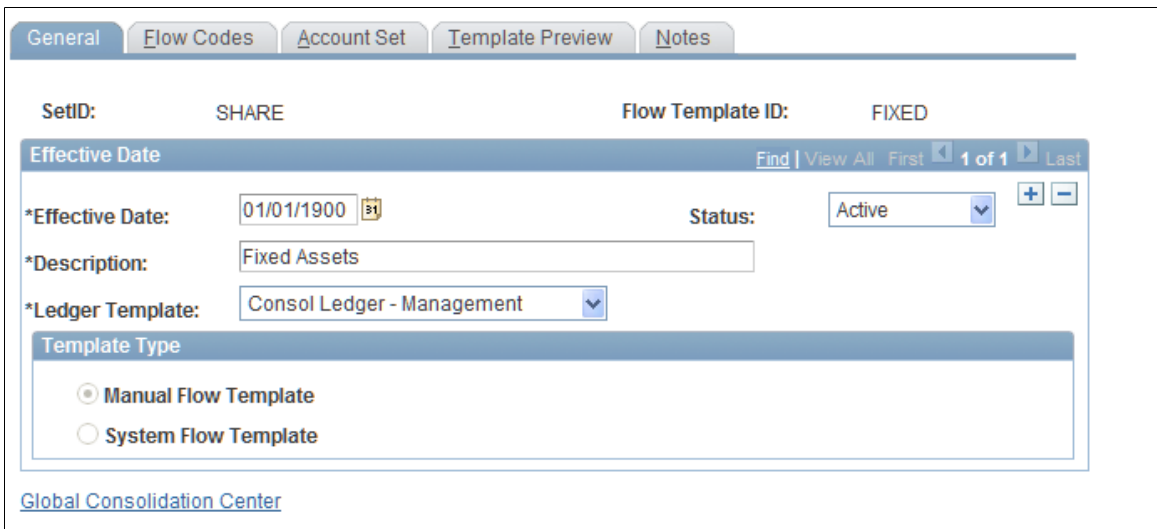 General Flow Codes Account Set Template Preview Notes
SetID: SHARE Flow Template ID: FIXED
Effective Date Find | View All First 1 of 1 Last
*Effective Date: 01/01/1900 31 Status: Active
*Description: Fixed Assets
*Ledger Template: Consol Ledger - Management
Template Type
Manual Flow Template
System Flow Template
Global Consolidation Center